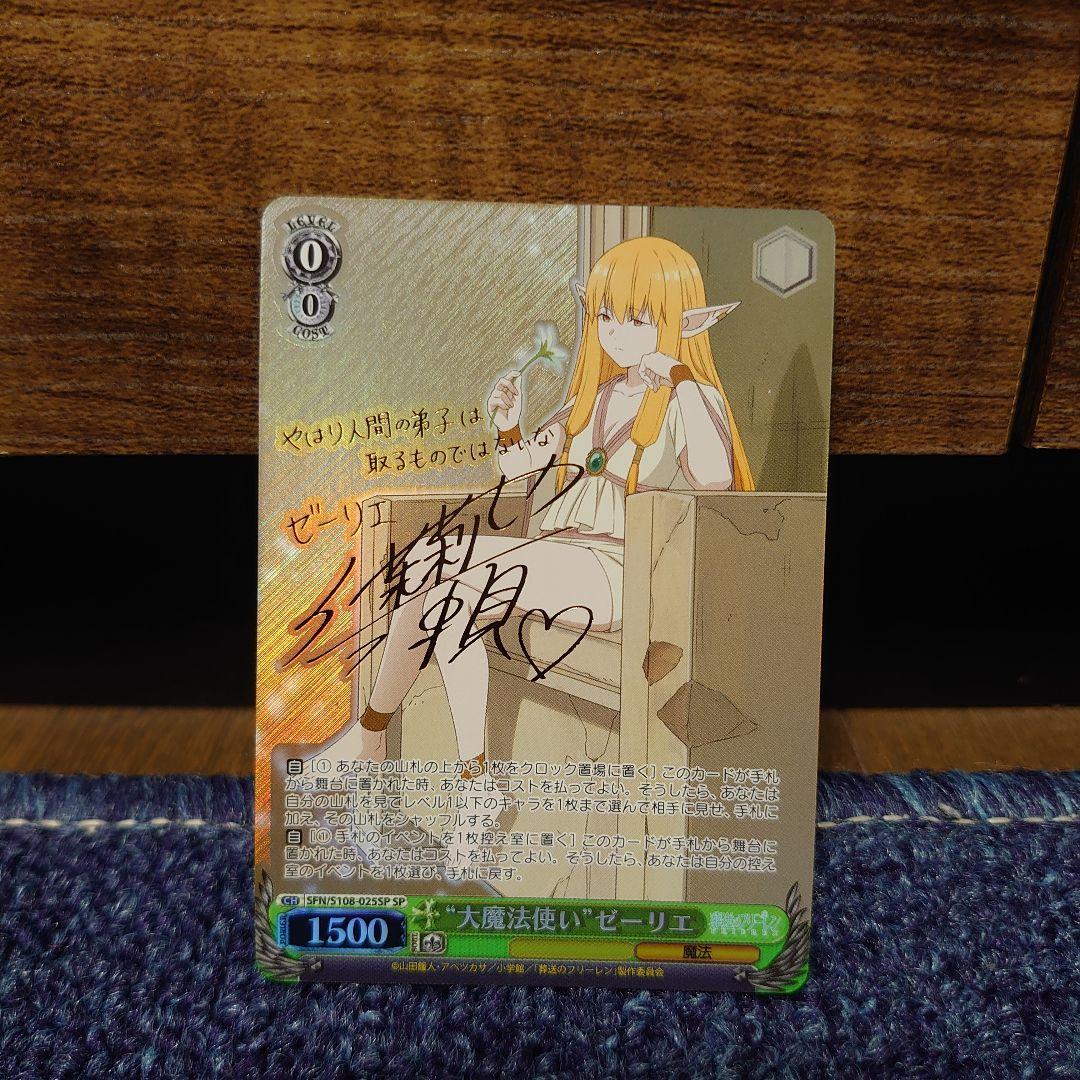 LEVEL
0
0
COST
やはり人間の弟子は
取るものではないな
ゼーリエ
自［① あなたの山札の上から1枚をクロック置場に置く］このカードが手札
から舞台に置かれた時、あなたはコストを払ってよい。そうしたら、あなたは
自分の山札を見てレベル1以下のキャラを1枚まで選んで相手に見せ、手札に
加え、その山札をシャッフルする。
自［① 手札のイベントを1枚控え室に置く］このカードが手札から舞台に
置かれた時、あなたはコストを払ってよい。そうしたら、あなたは自分の控え
室のイベントを1枚選び、手札に戻す。
CH SFN/S108-025SP SP
1500
“大魔法使い”ゼーリエ
魔法
©山田鐘人・アベツカサ／小学館／「葬送のフリーレン」製作委員会